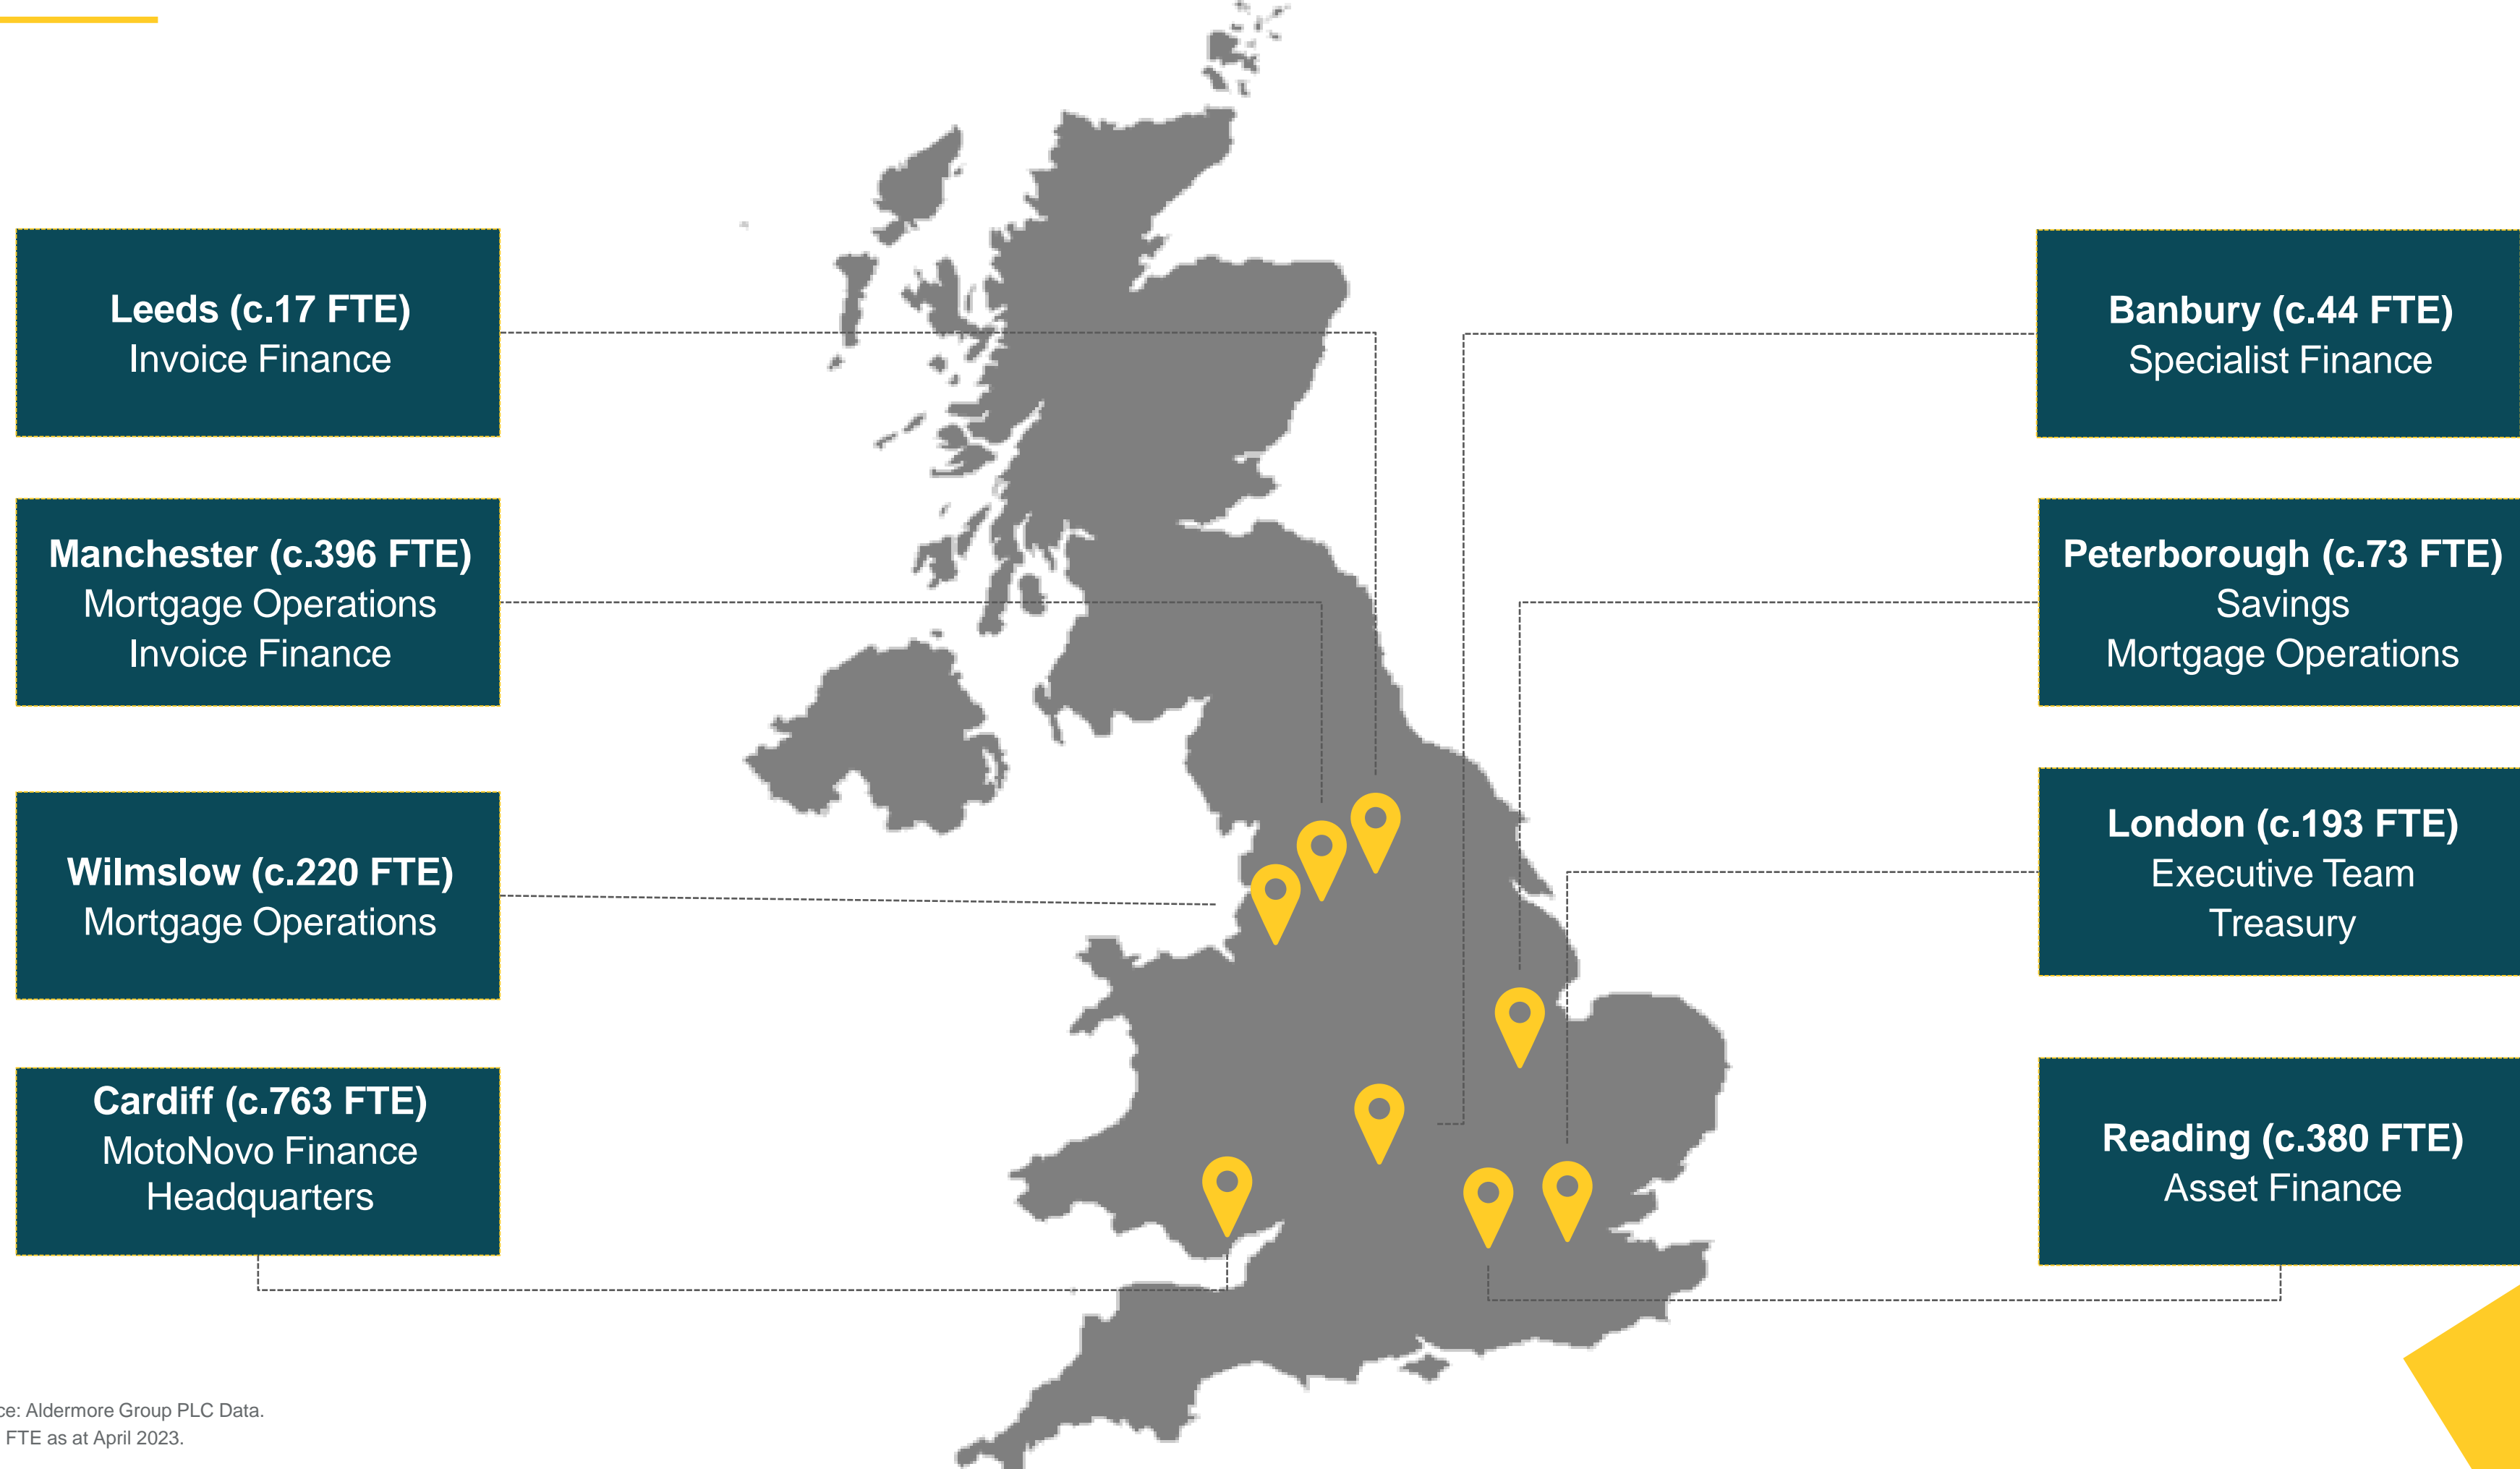 Leeds (c.17 FTE)
Invoice Finance
Manchester (c.396 FTE)
Mortgage Operations
Invoice Finance
Wilmslow (c.220 FTE)
Mortgage Operations
Cardiff (c.763 FTE)
MotoNovo Finance
Headquarters
Banbury (c.44 FTE)
Specialist Finance
Peterborough (c.73 FTE)
Savings
Mortgage Operations
London (c.193 FTE)
Executive Team
Treasury
Reading (c.380 FTE)
Asset Finance
Aldermore Group PLC Data.
FTE as at April 2023.